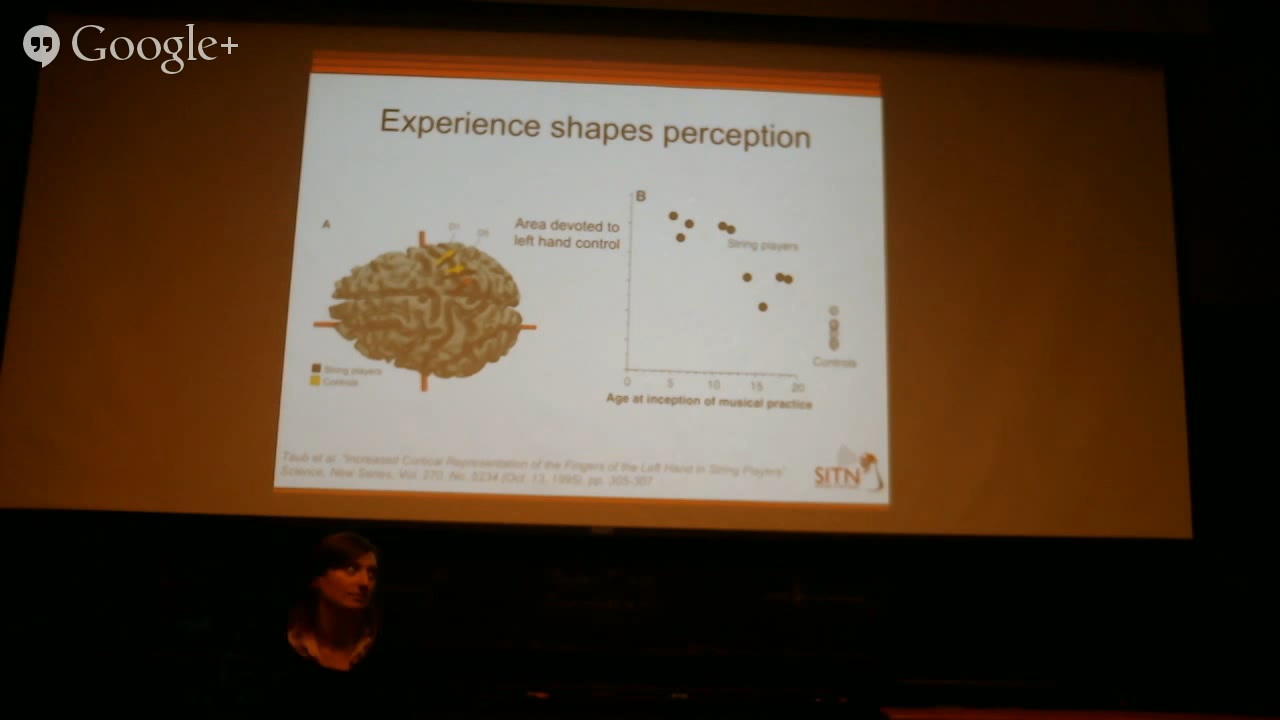 Google+
Experience shapes perception
A
D1
D5
String players
Controls
Area devoted to
left hand control
B
String players
Controls
0 5 10 15 20
Age at inception of musical practice
Taub et al. "Increased Cortical Representation of the Fingers of the Left Hand in String Players"
Science, New Series, Vol. 270, No. 5234 (Oct. 13, 1995), pp. 305-307
SITN